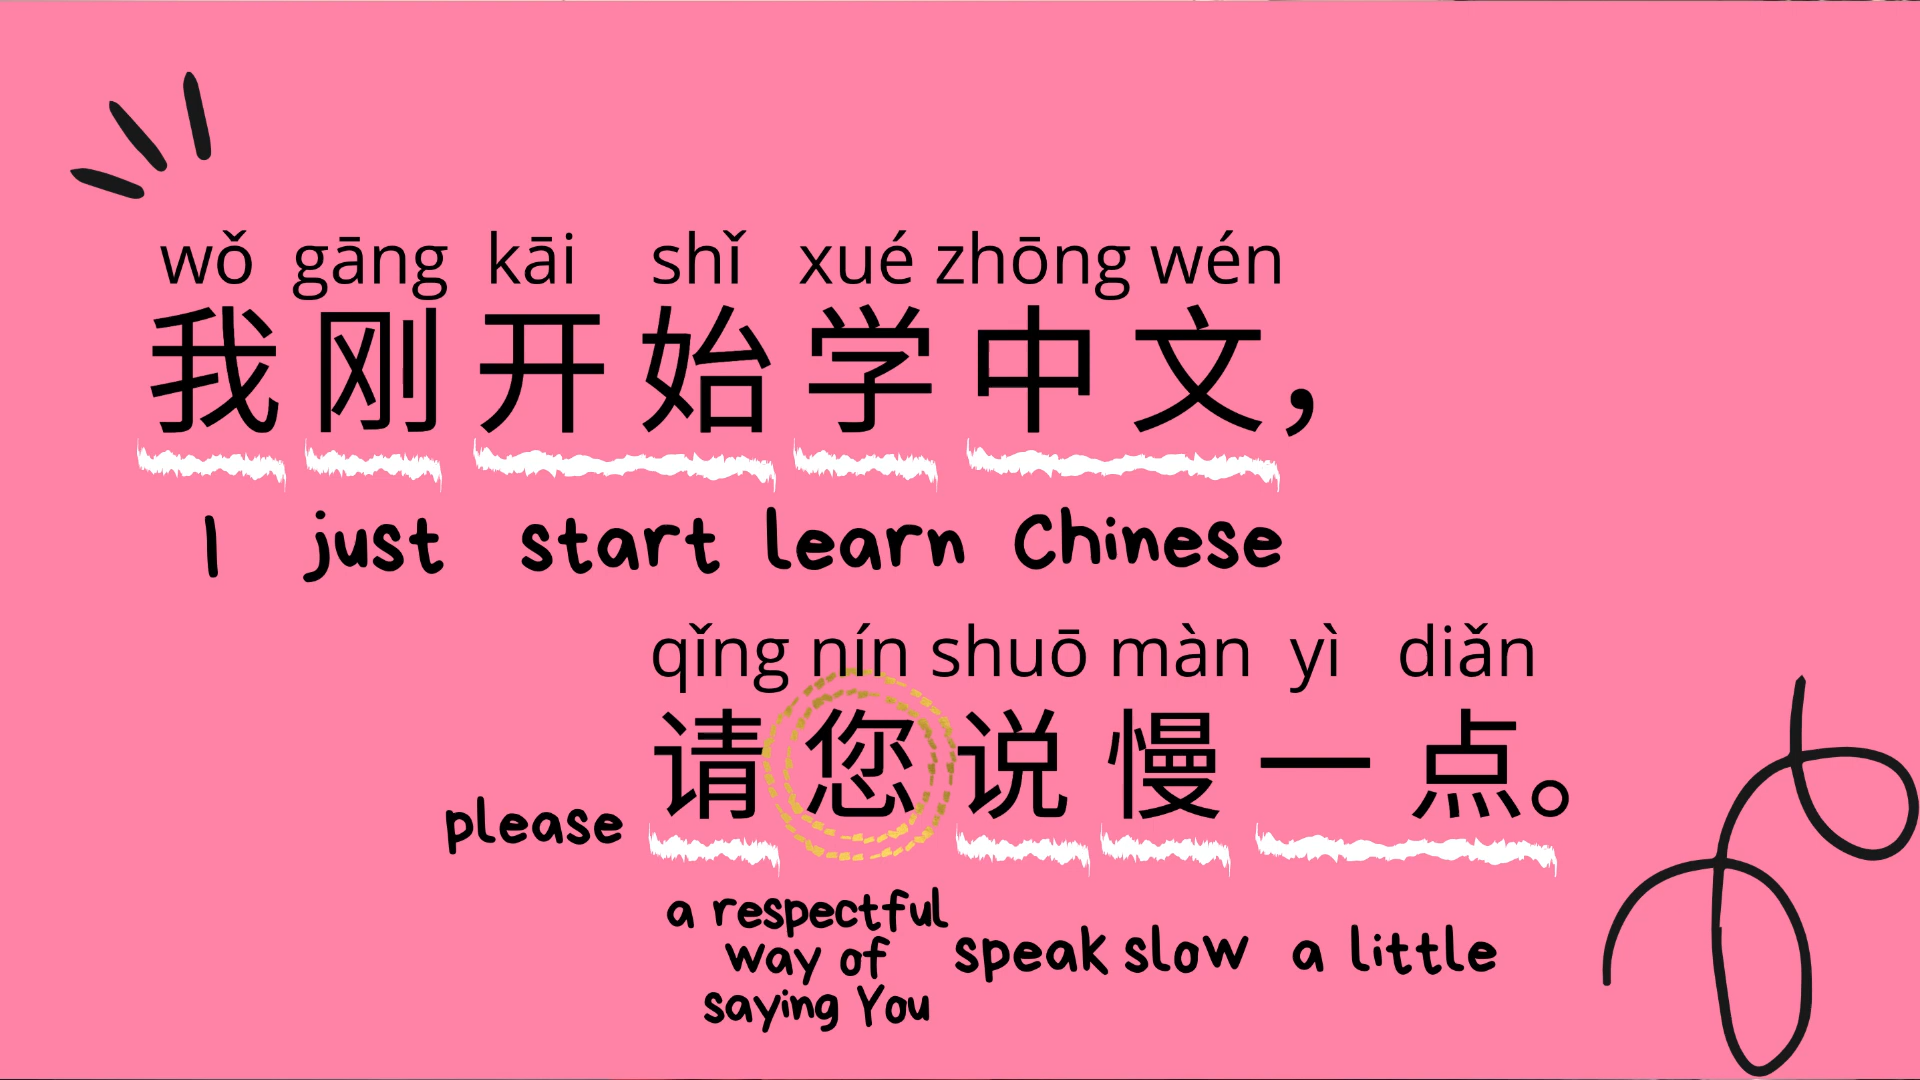 wǒ gāng kāi shǐ xué zhōng wén
我刚开始学中文，
I just start learn Chinese
qǐng nín shuō màn yì diǎn
请您说慢一点。
please
a respectful
way of
saying You
speak slow a little